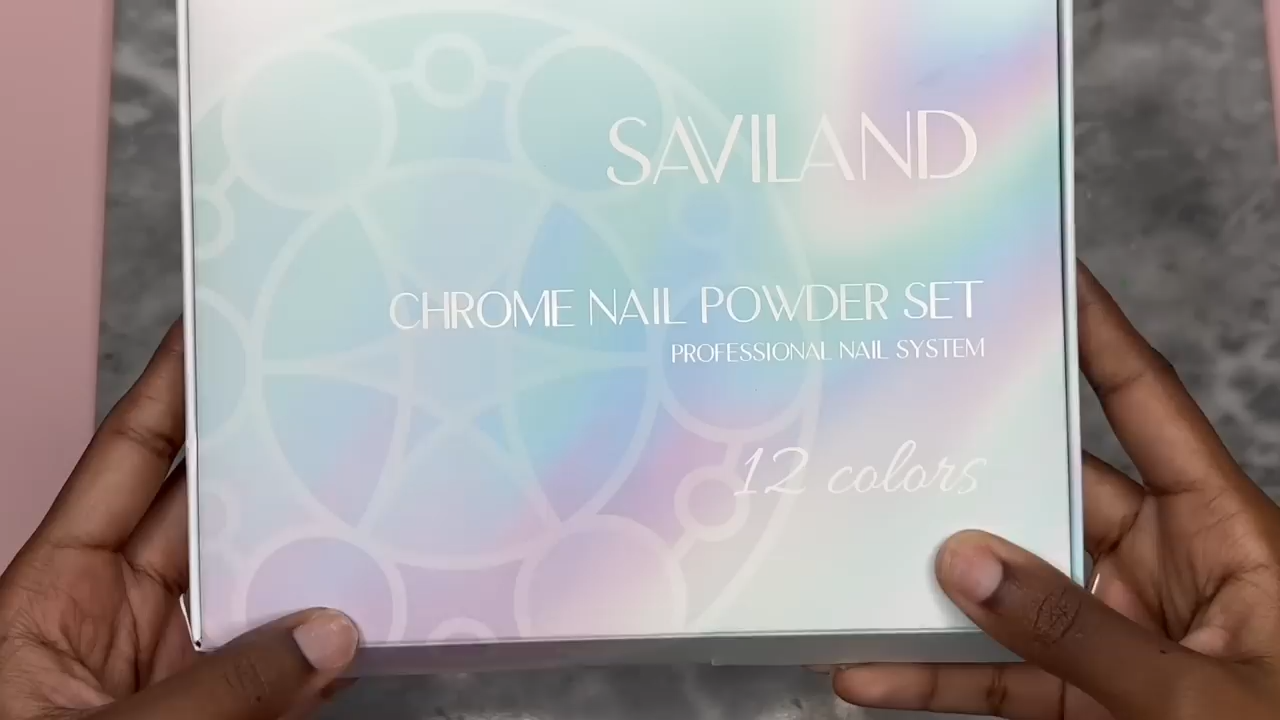 SAVILAND
CHROME NAIL POWDER SET
PROFESSIONAL NAIL SYSTEM
12 colors